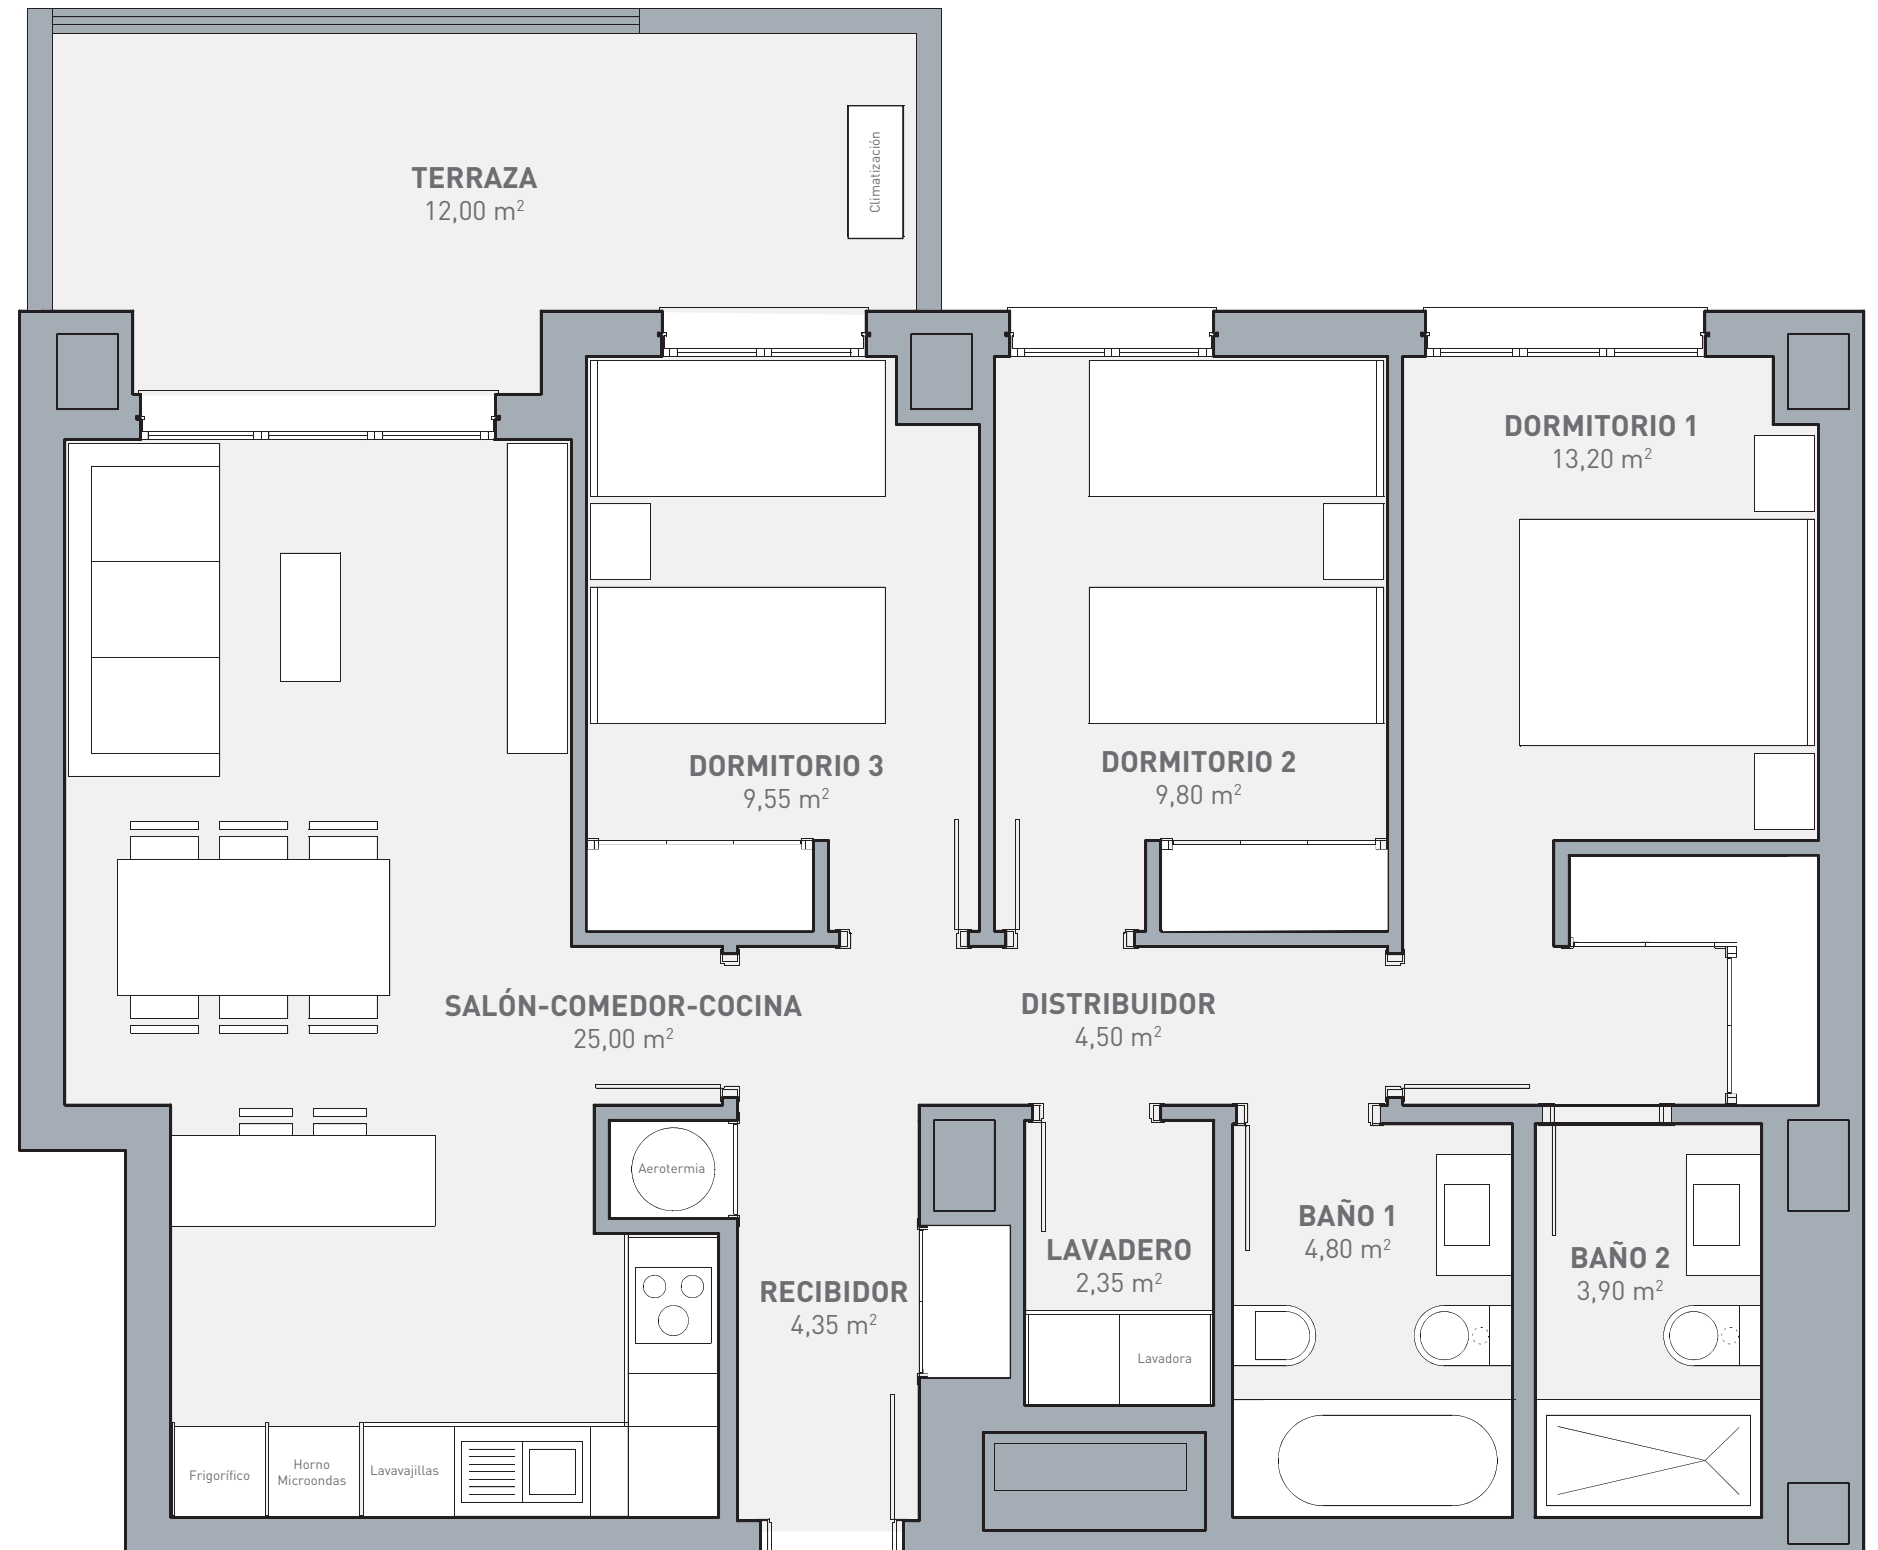 TERRAZA
12,00 m²
Climatización
DORMITORIO 1
13,20 m²
DORMITORIO 3
9,55 m²
DORMITORIO 2
9,80 m²
SALÓN-COMEDOR-COCINA
25,00 m²
DISTRIBUIDOR
4,50 m²
Aerotermia
BAÑO 1
4,80 m²
LAVADERO
2,35 m²
BAÑO 2
3,90 m²
RECIBIDOR
4,35 m²
Lavadora
Frigorífico
Horno
Microondas
Lavavajillas